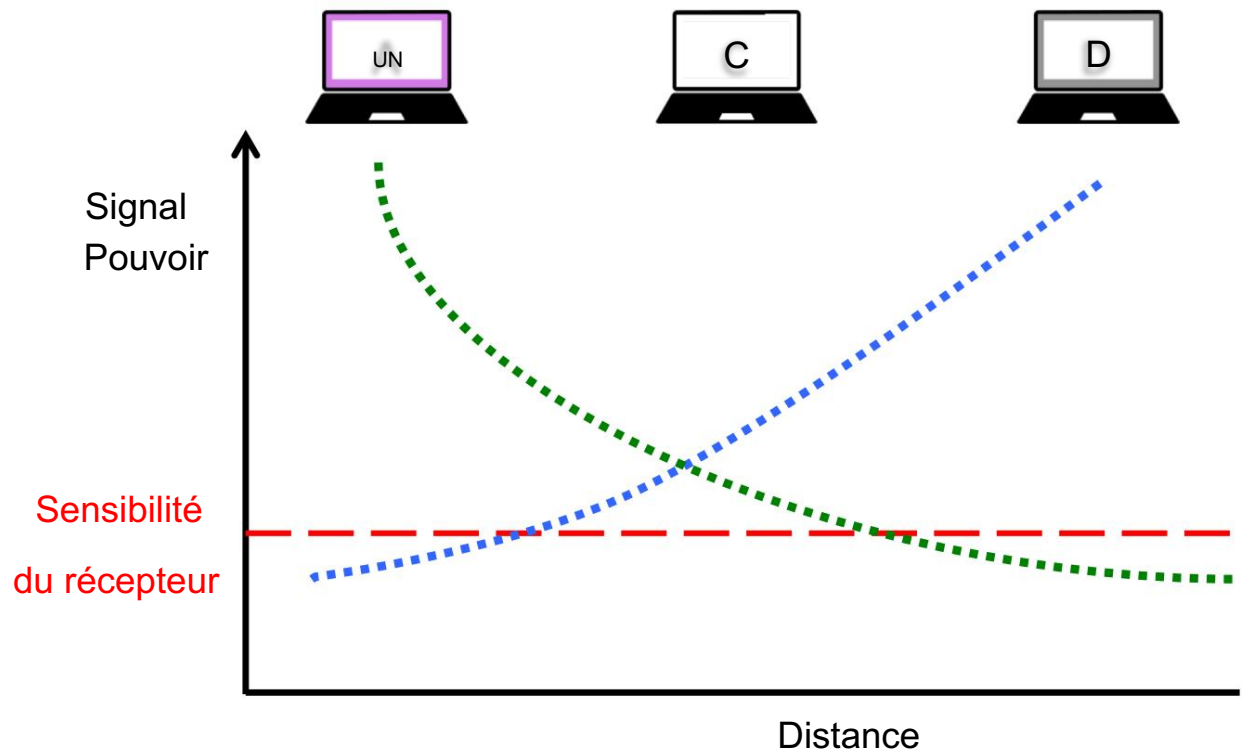 UN
C
D
Signal
Pouvoir
Sensibilité
du récepteur
Distance